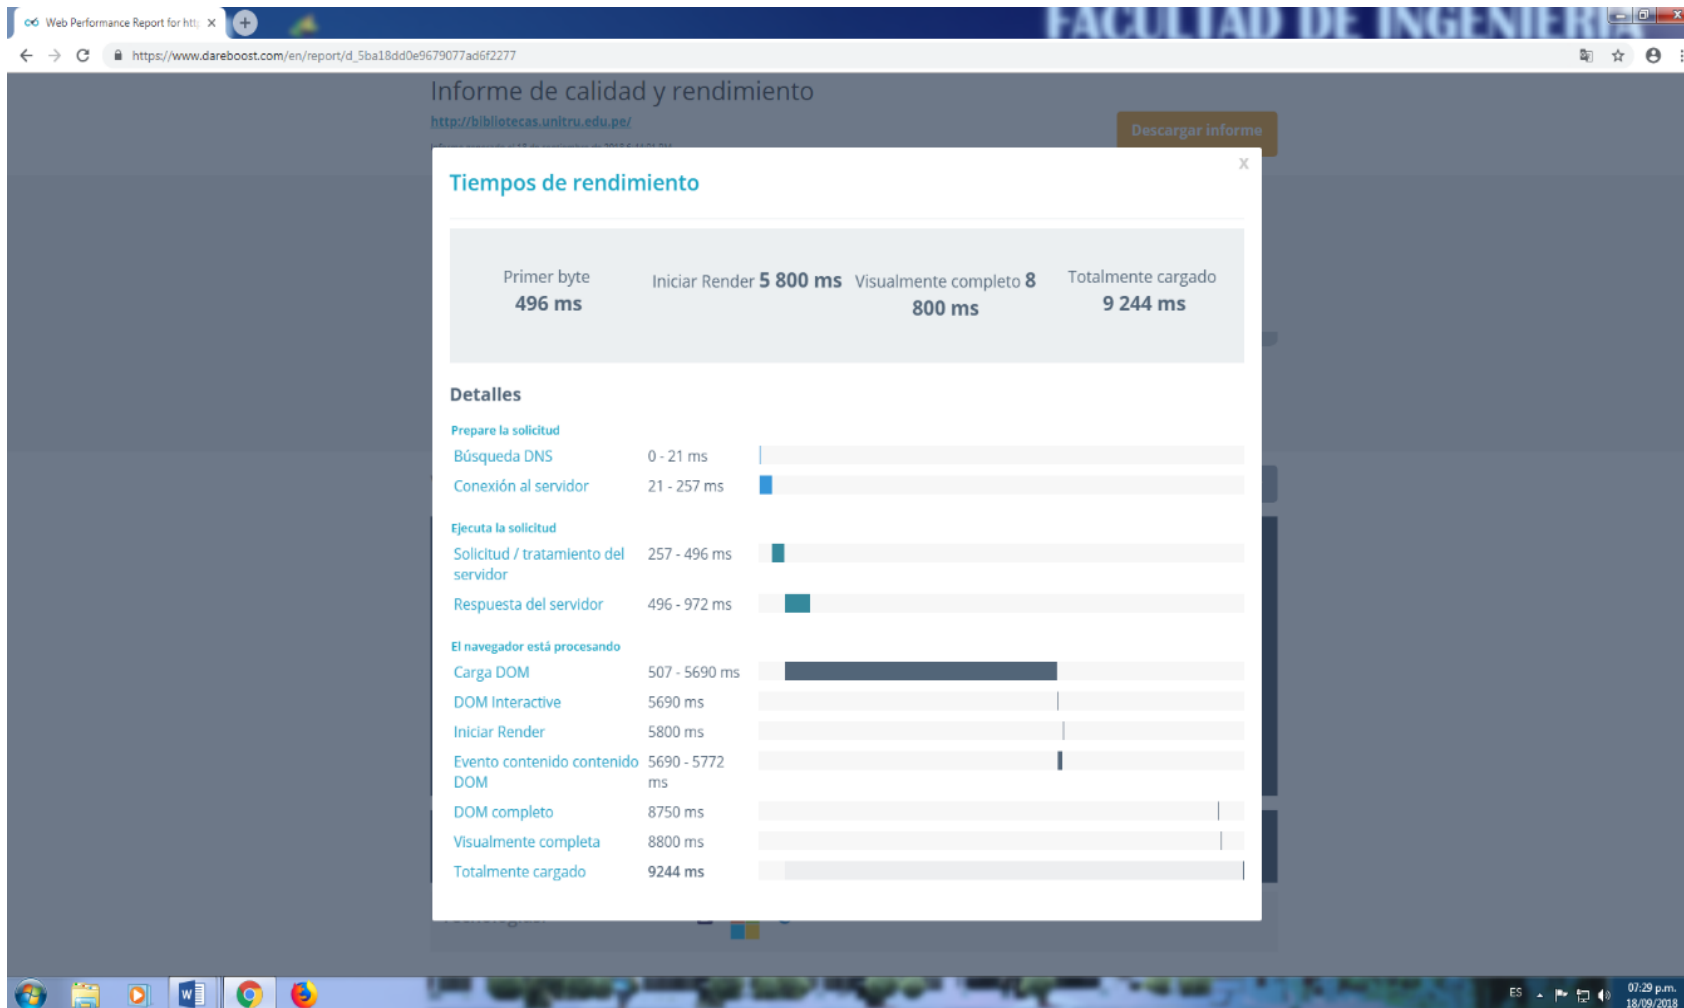 Web Performance Report for htt
FACULTAD DE INGENIERIA
https://www.dareboost.com/en/report/d_5ba18dd0e9679077ad6f2277
Informe de calidad y rendimiento
http://bibliotecas.unitru.edu.pe/
Descargar informe
X
Tiempos de rendimiento
Primer byte
496 ms
Iniciar Render 5 800 ms
Visualmente completo 8
800 ms
Totalmente cargado
9 244 ms
Detalles
Prepare la solicitud
Búsqueda DNS 0 - 21 ms
Conexión al servidor 21 - 257 ms
Ejecuta la solicitud
Solicitud / tratamiento del 257 - 496 ms
servidor
Respuesta del servidor 496 - 972 ms
El navegador está procesando
Carga DOM 507 - 5690 ms
DOM Interactive 5690 ms
Iniciar Render 5800 ms
Evento contenido contenido 5690 - 5772
DOM ms
DOM completo 8750 ms
Visualmente completa 8800 ms
Totalmente cargado 9244 ms
ES
07:29 p.m.
18/09/2018